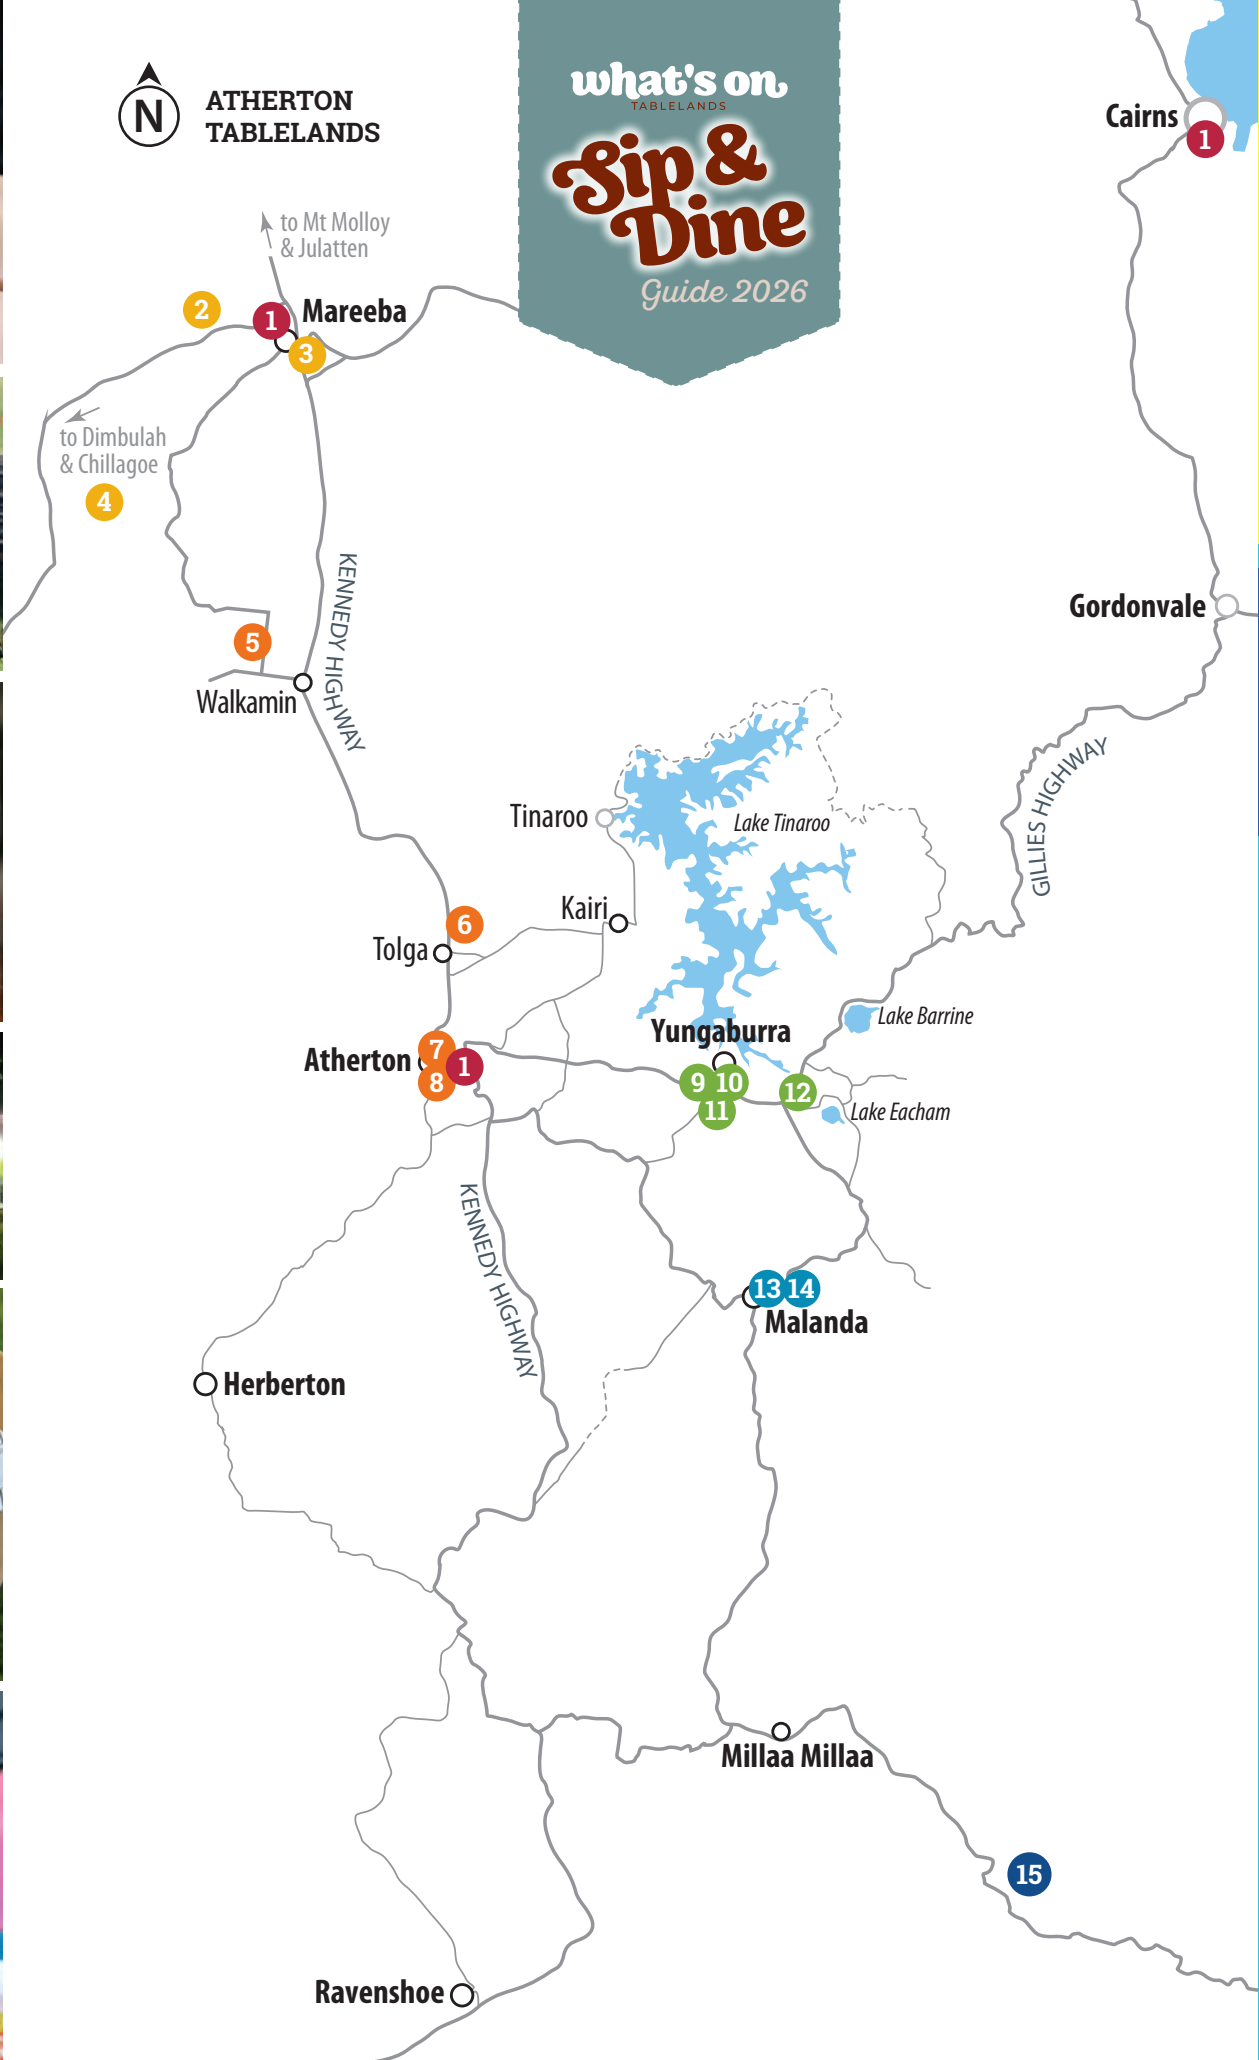 N
ATHERTON
TABLELANDS
what's on
TABLELANDS
Sip &
Dine
Guide 2026
Cairns
1
to Mt Molloy
& Julatten
2
1
Mareeba
3
to Dimbulah
& Chillagoe
4
KENNEDY HIGHWAY
Gordonvale
5
Walkamin
GILLIES HIGHWAY
Tinaroo
Lake Tinaroo
Kairi
6
Tolga
Lake Barrine
Yungaburra
Atherton
7
1
8
9
10
11
12
Lake Eacham
KENNEDY HIGHWAY
13
14
Malanda
Herberton
Millaa Millaa
15
Ravenshoe